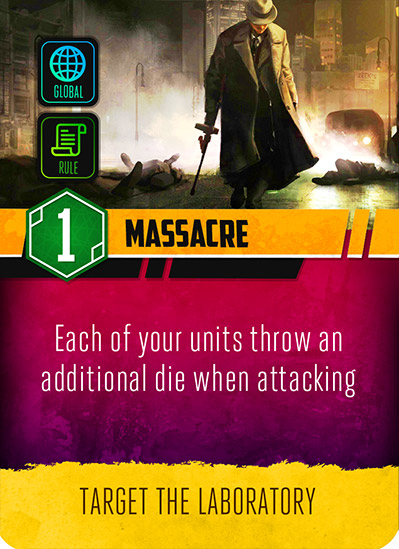 GLOBAL
RULE
1 MASSACRE
Each of your units throw an
additional die when attacking
TARGET THE LABORATORY